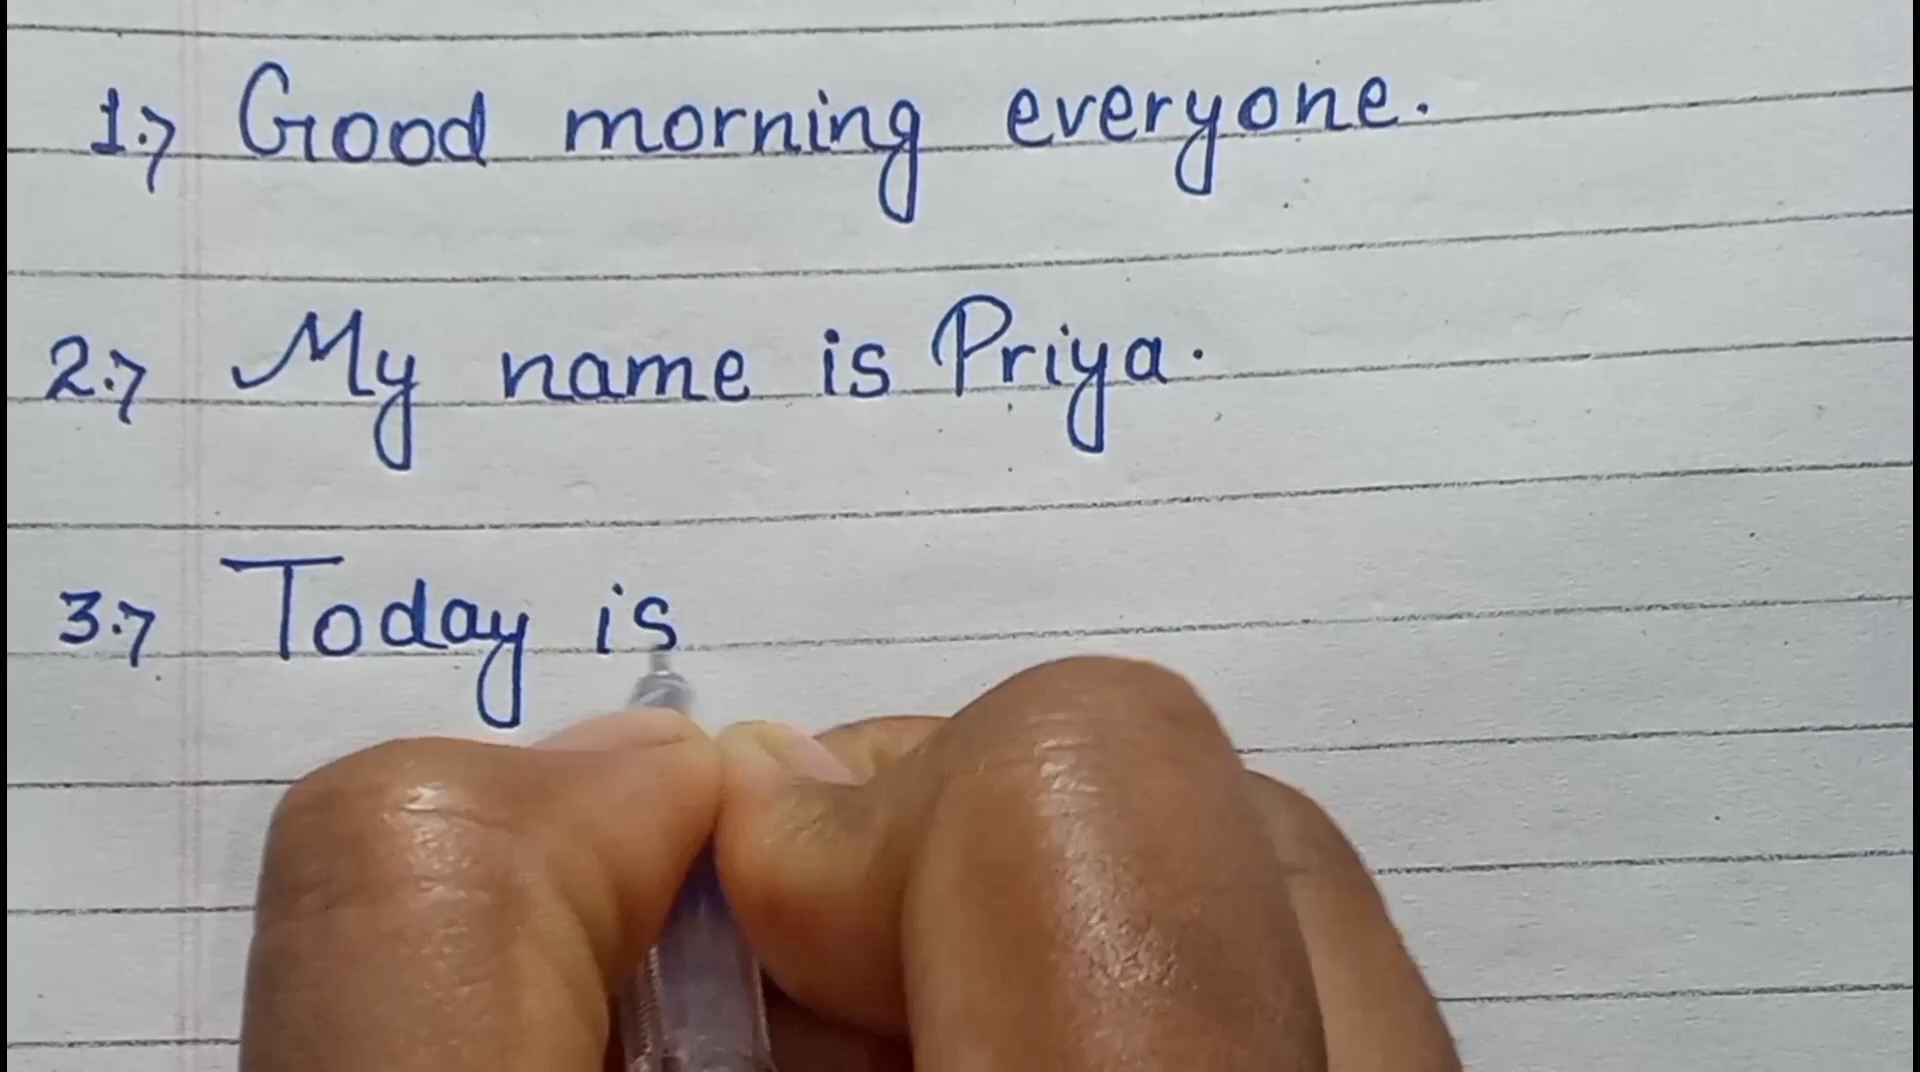 1.) Good morning everyone.
2.) My name is Priya.
3.) Today is